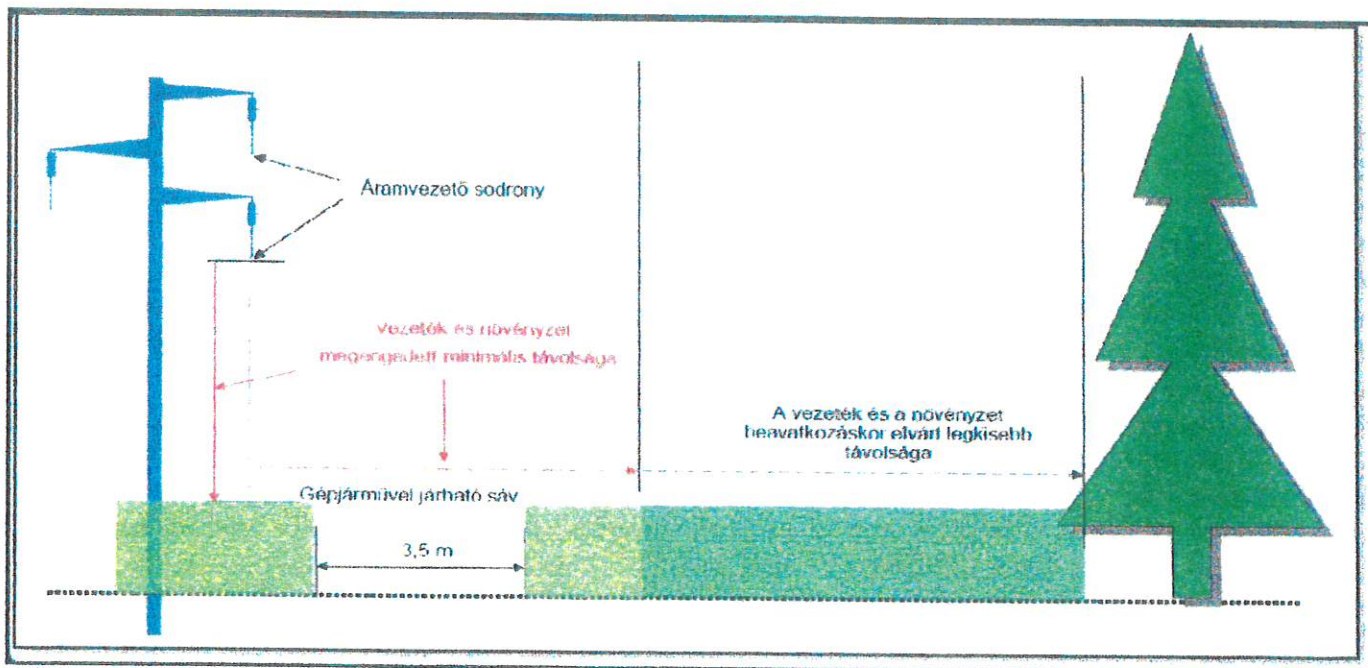 Áramvezető sodrony
Vezeték és növényzet
megengedett minimális távolsága
A vezeték és a növényzet
beavatkozáskor elvárt legkisebb
távolsága
Gépjárművel járható sáv
3,5 m